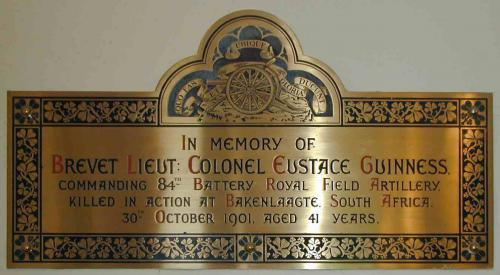 UBIQUE
QUO FAS ET GLORIA DUCUNT
IN MEMORY OF
BREVET LIEUT: COLONEL EUSTACE GUINNESS,
COMMANDING 84TH BATTERY ROYAL FIELD ARTILLERY.
KILLED IN ACTION AT BAKENLAAGTE, SOUTH AFRICA.
30TH OCTOBER 1901, AGED 41 YEARS.